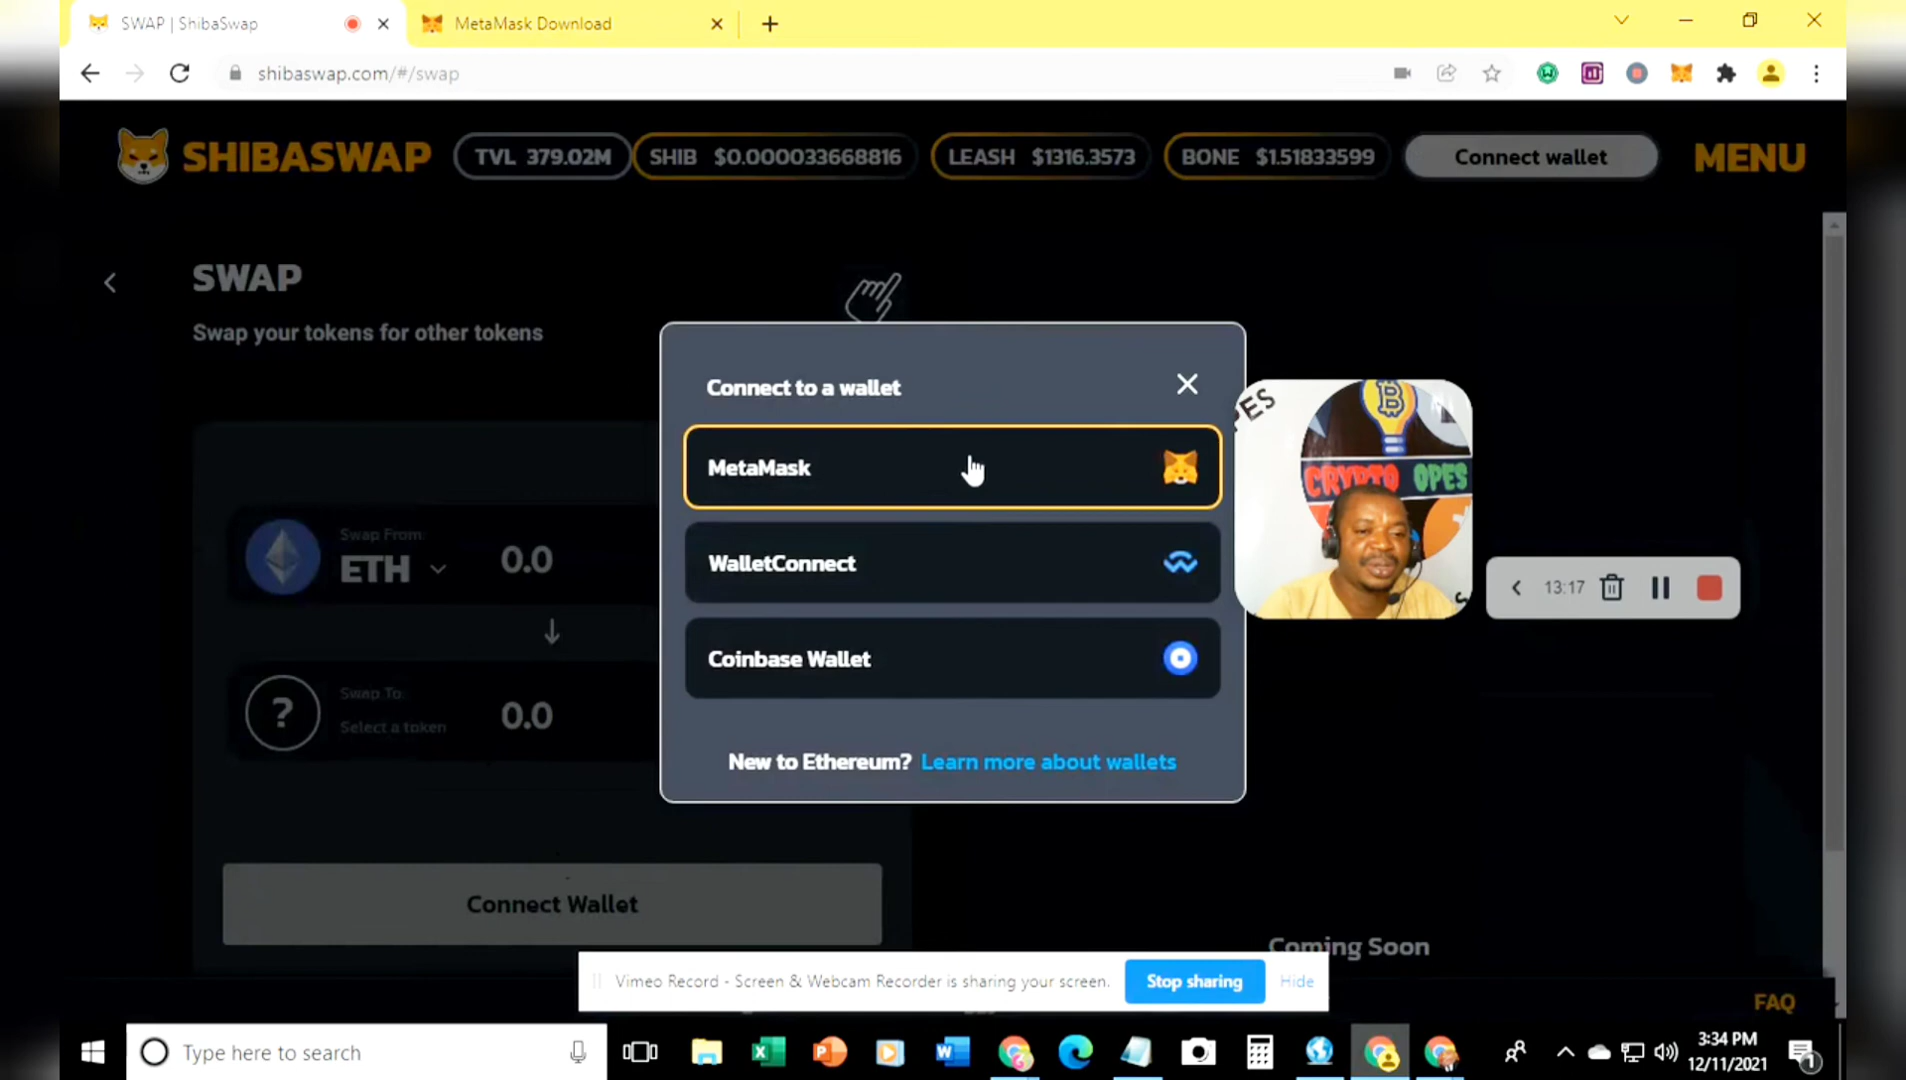 SWAP | ShibaSwap
MetaMask Download
shibaswap.com/#/swap
SHIBASWAP
TVL 379.02M
SHIB $0.000033668816
LEASH $1316.3573
BONE $1.51833599
Connect wallet
MENU
SWAP
Swap your tokens for other tokens
Connect to a wallet
MetaMask
WalletConnect
Coinbase Wallet
New to Ethereum? Learn more about wallets
Swap From:
ETH
0.0
Swap To:
Select a token
0.0
?
PES
CRYPTO OPES
13:17
Connect Wallet
Coming Soon
Vimeo Record - Screen & Webcam Recorder is sharing your screen.
Stop sharing
Hide
FAQ
Type here to search
3:34 PM
12/11/2021
1